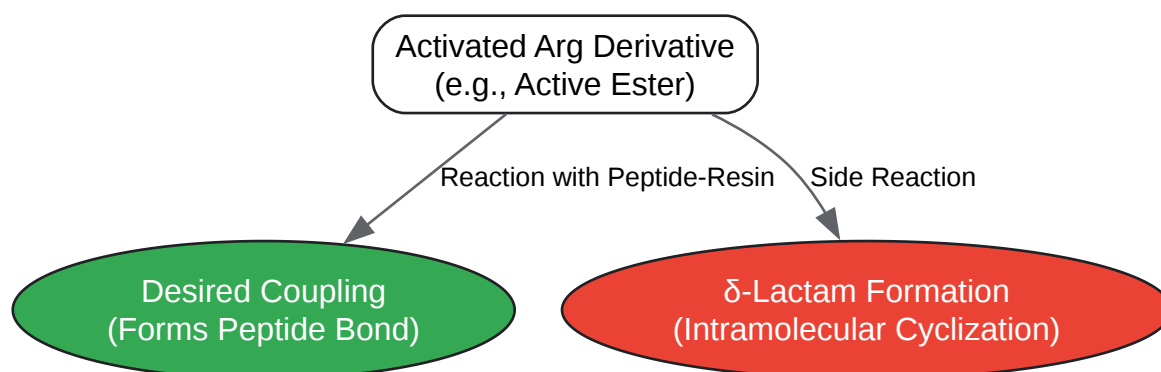 Activated Arg Derivative
(e.g., Active Ester)
Reaction with Peptide-Resin
Side Reaction
Desired Coupling
(Forms Peptide Bond)
δ-Lactam Formation
(Intramolecular Cyclization)